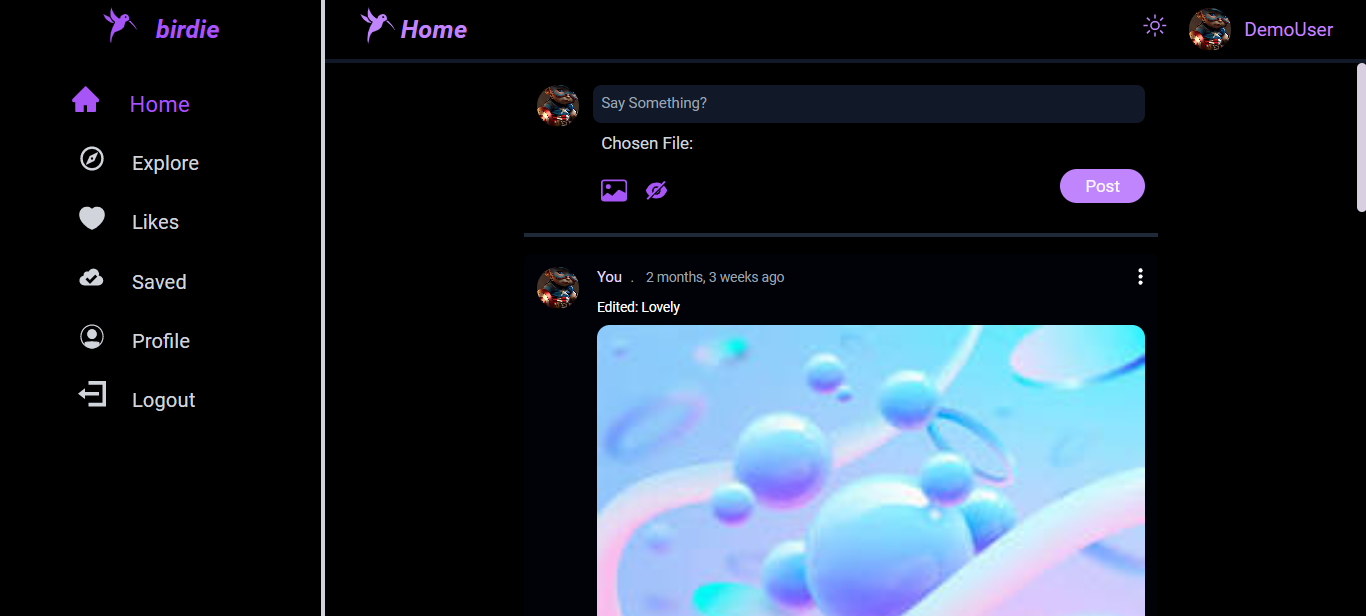 birdie
Home
Explore
Likes
Saved
Profile
Logout
Home
DemoUser
Say Something?
Chosen File:
Post
You . 2 months, 3 weeks ago
Edited: Lovely